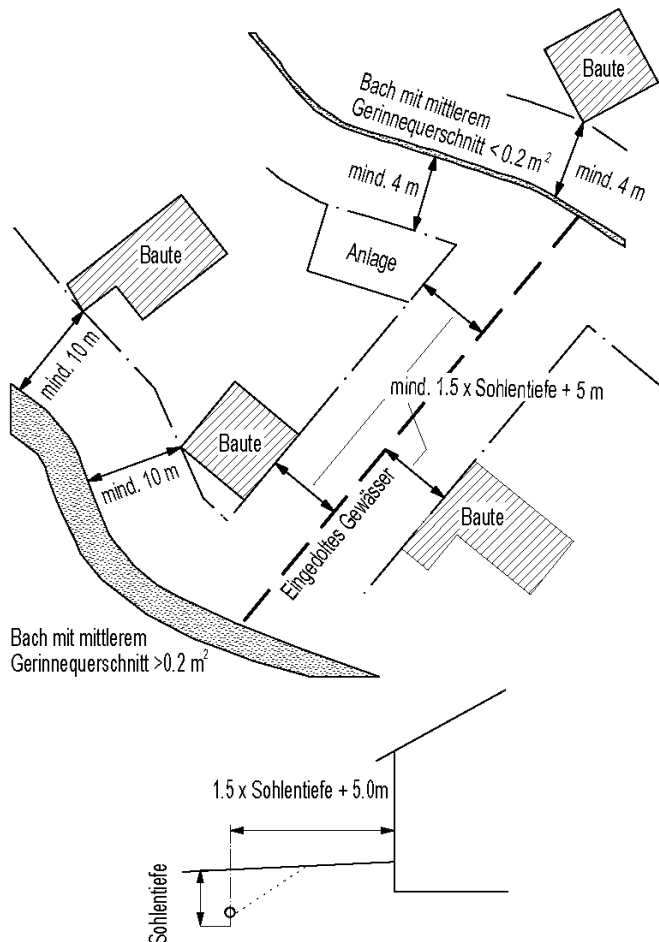 Baute
Bach mit mittlerem
Gerinnequerschnitt < 0.2 m²
mind. 4 m
mind. 4 m
Baute
Anlage
mind. 10 m
mind. 1.5 x Sohlentiefe + 5 m
Baute
mind. 10 m
Eingedoltes Gewässer
Baute
Bach mit mittlerem
Gerinnequerschnitt >0.2 m²
1.5 x Sohlentiefe + 5.0m
Sohlentiefe